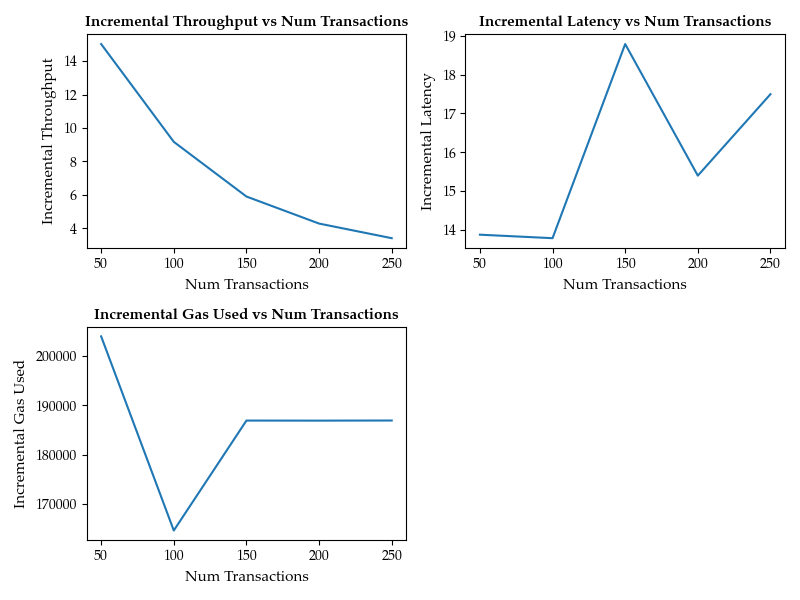 Incremental Throughput vs Num Transactions
Incremental Throughput
14
12
10
8
6
4
50 100 150 200 250
Num Transactions
Incremental Latency vs Num Transactions
Incremental Latency
19
18
17
16
15
14
50 100 150 200 250
Num Transactions
Incremental Gas Used vs Num Transactions
Incremental Gas Used
200000
190000
180000
170000
50 100 150 200 250
Num Transactions